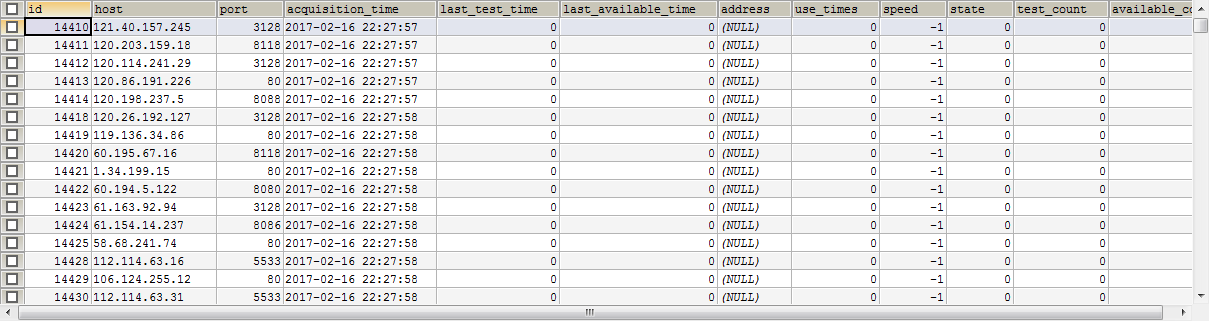 id host port acquisition_time last_test_time last_available_time address use_times speed state test_count available_co
14410 121.40.157.245 3128 2017-02-16 22:27:57 0 0 (NULL) 0 -1 0 0
14411 120.203.159.18 8118 2017-02-16 22:27:57 0 0 (NULL) 0 -1 0 0
14412 120.114.241.29 3128 2017-02-16 22:27:57 0 0 (NULL) 0 -1 0 0
14413 120.86.191.226 80 2017-02-16 22:27:57 0 0 (NULL) 0 -1 0 0
14414 120.198.237.5 8088 2017-02-16 22:27:57 0 0 (NULL) 0 -1 0 0
14418 120.26.192.127 3128 2017-02-16 22:27:58 0 0 (NULL) 0 -1 0 0
14419 119.136.34.86 80 2017-02-16 22:27:58 0 0 (NULL) 0 -1 0 0
14420 60.195.67.16 8118 2017-02-16 22:27:58 0 0 (NULL) 0 -1 0 0
14421 1.34.199.15 80 2017-02-16 22:27:58 0 0 (NULL) 0 -1 0 0
14422 60.194.5.122 8080 2017-02-16 22:27:58 0 0 (NULL) 0 -1 0 0
14423 61.163.92.94 3128 2017-02-16 22:27:58 0 0 (NULL) 0 -1 0 0
14424 61.154.14.237 8086 2017-02-16 22:27:58 0 0 (NULL) 0 -1 0 0
14425 58.68.241.74 80 2017-02-16 22:27:58 0 0 (NULL) 0 -1 0 0
14428 112.114.63.16 5533 2017-02-16 22:27:58 0 0 (NULL) 0 -1 0 0
14429 106.124.255.12 80 2017-02-16 22:27:58 0 0 (NULL) 0 -1 0 0
14430 112.114.63.31 5533 2017-02-16 22:27:58 0 0 (NULL) 0 -1 0 0